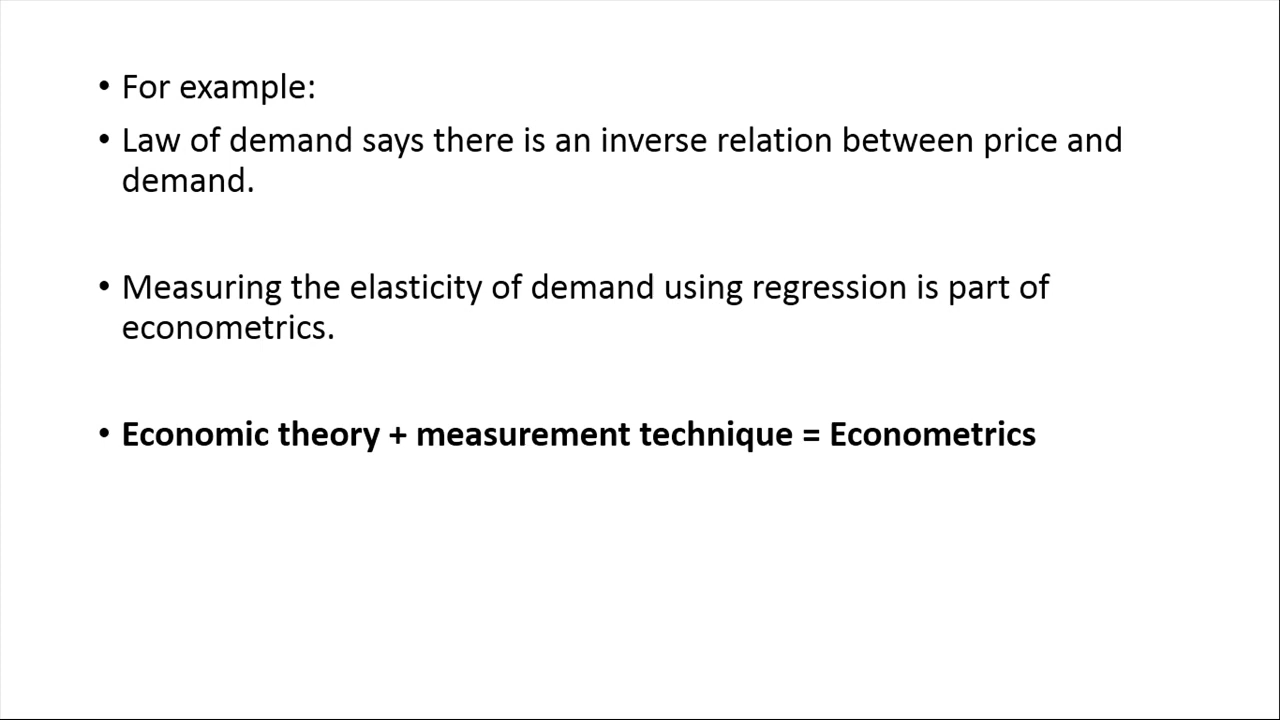 • For example:
• Law of demand says there is an inverse relation between price and
demand.
• Measuring the elasticity of demand using regression is part of
econometrics.
• Economic theory + measurement technique = Econometrics